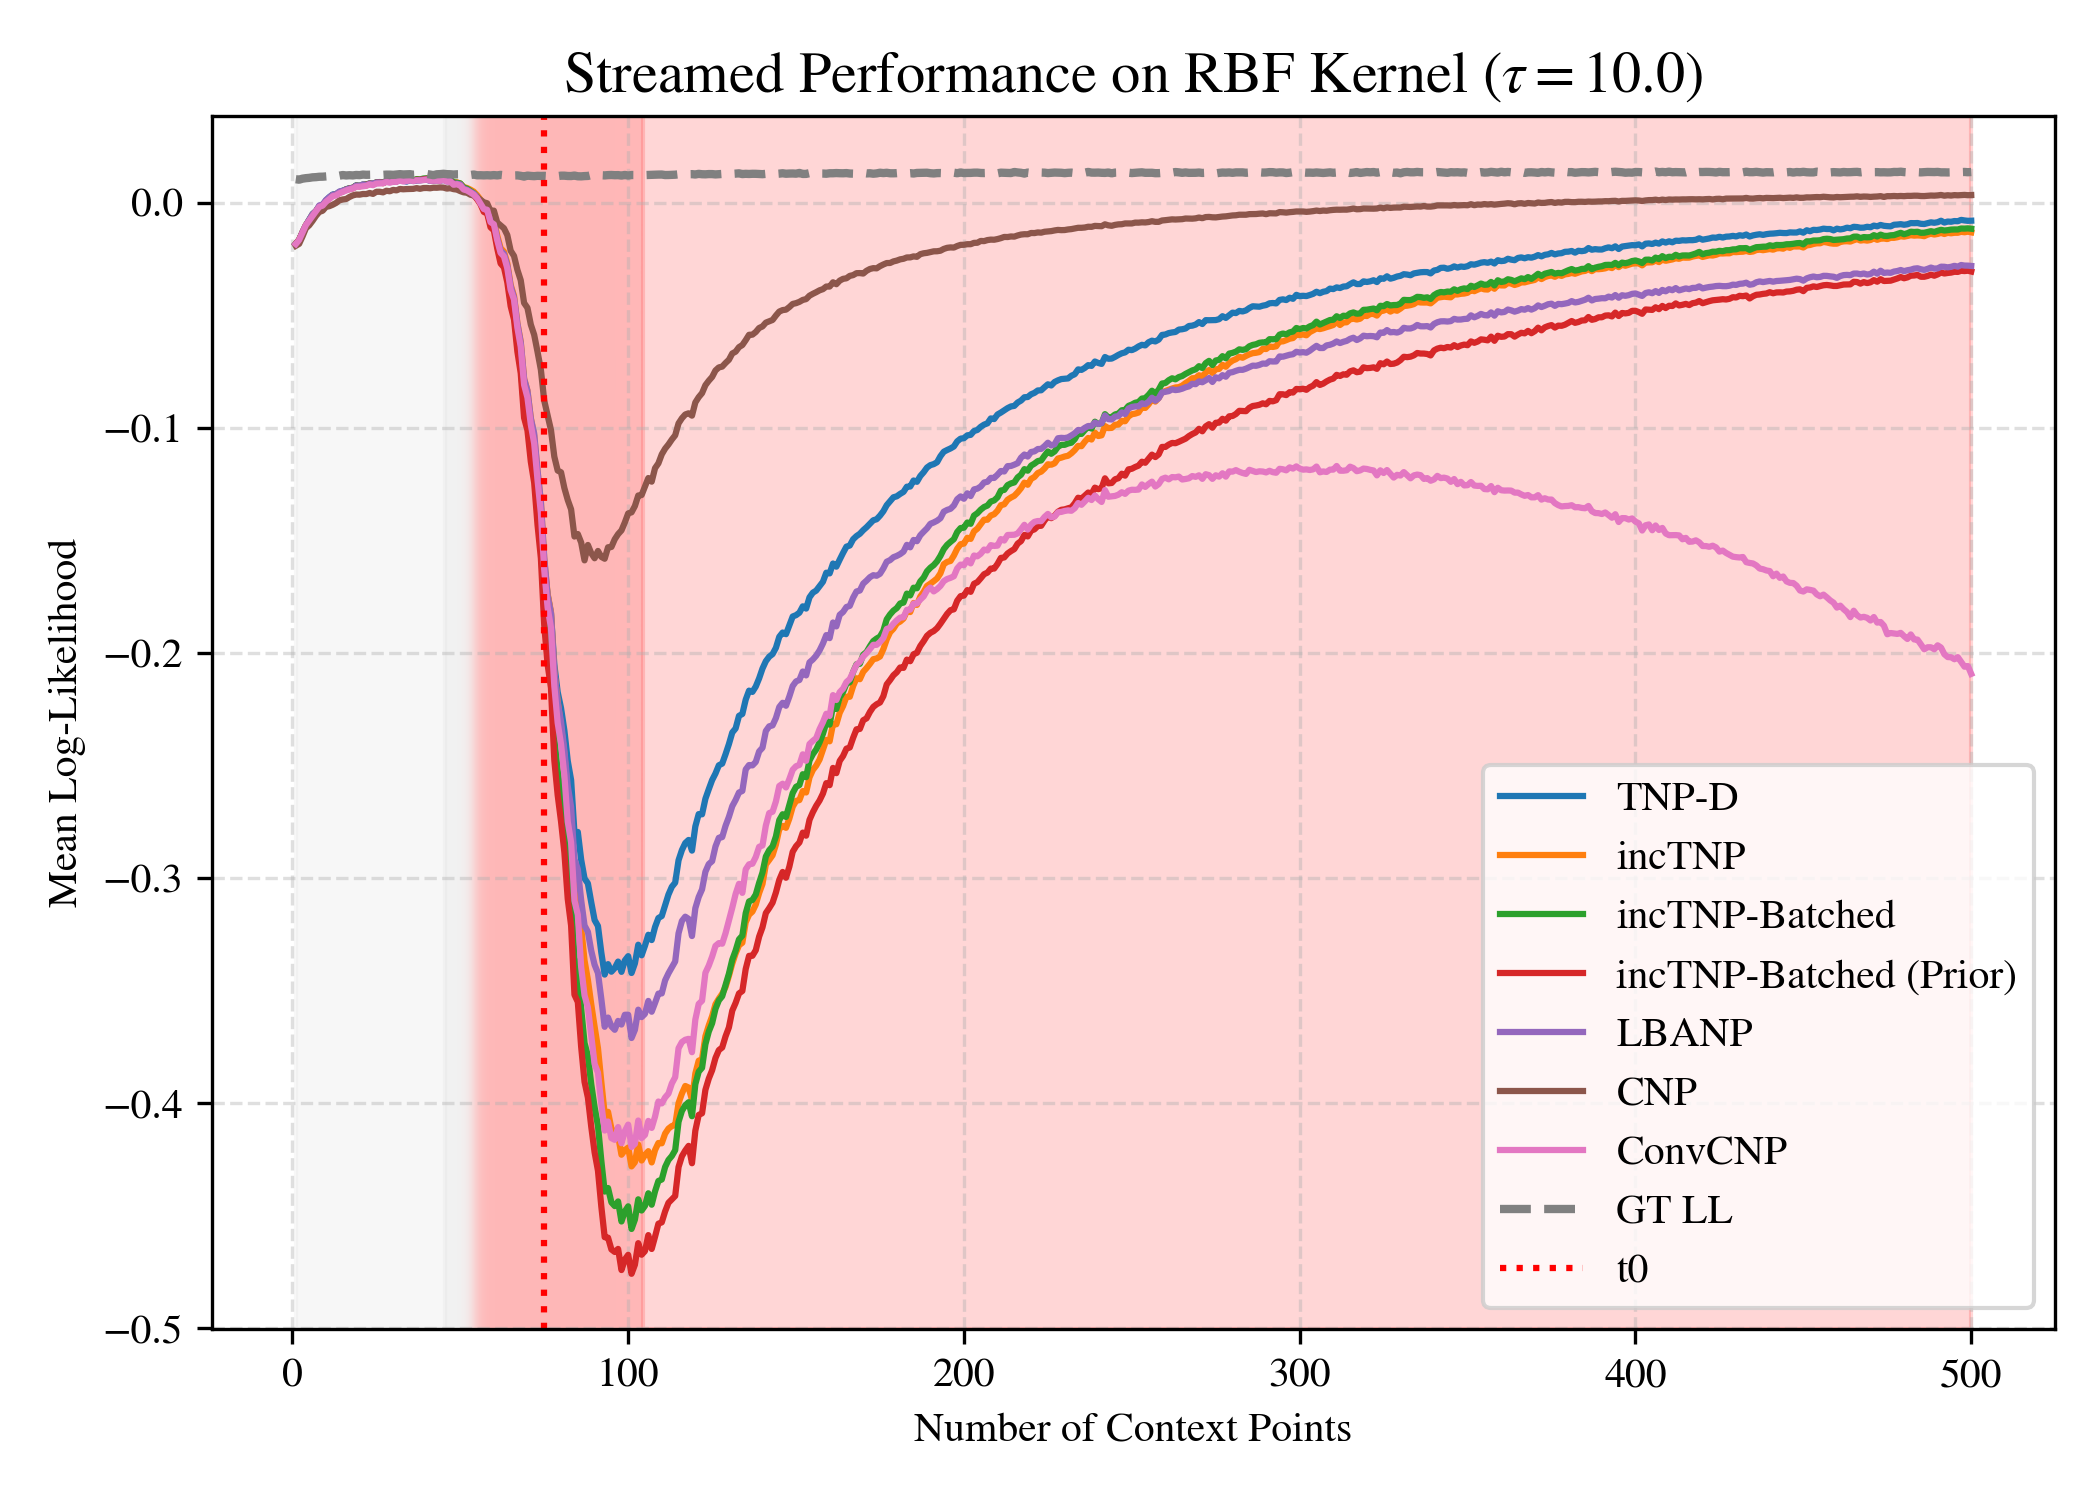 Streamed Performance on RBF Kernel (τ = 10.0)
Mean Log-Likelihood
0.0
−0.1
−0.2
−0.3
−0.4
−0.5
TNP-D
incTNP
incTNP-Batched
incTNP-Batched (Prior)
LBANP
CNP
ConvCNP
GT LL
t0
0 100 200 300 400 500
Number of Context Points